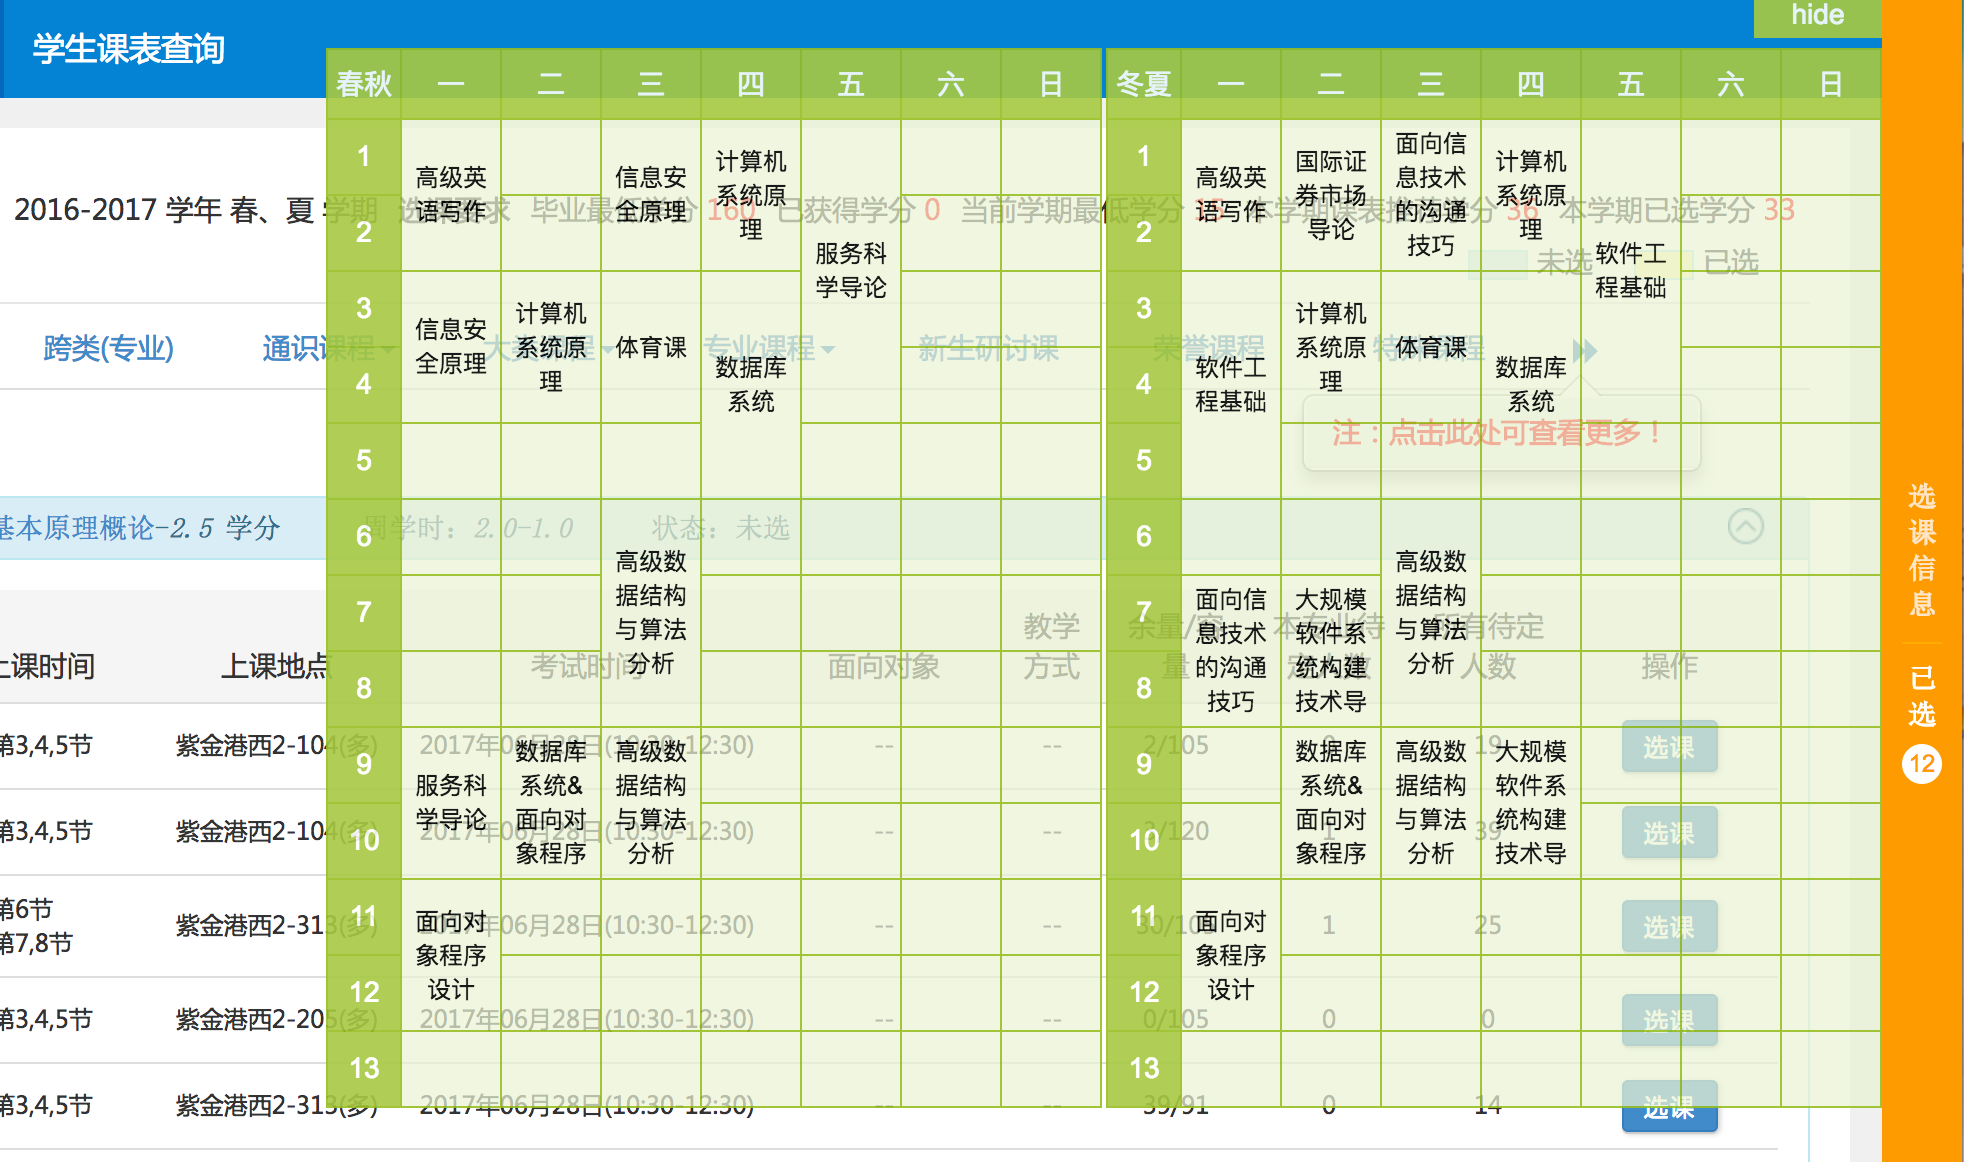 hide
学生课表查询
春秋 一 二 三 四 五 六 日
冬夏 一 二 三 四 五 六 日
2016-2017 学年 春、夏 学期 选课要求 毕业最低学分 160 已获得学分 0 当前学期最低学分 15 本学期课表推荐学分 36 本学期已选学分 33
未选 已选
跨类(专业) 通识课程 大类课程 专业课程 新生研讨课 荣誉课程 特殊课程
注：点击此处可查看更多！
基本原理概论-2.5 学分 周学时：2.0-1.0 状态：未选
上课时间 上课地点 考试时间 面向对象 教学方式 余量/容量 本专业待定人数 所有待定人数 操作
第3,4,5节 紫金港西2-104(多) 2017年06月28日(10:30-12:30) -- -- 2/105 0 19 选课
第3,4,5节 紫金港西2-104(多) 2017年06月28日(10:30-12:30) -- -- /120 1 39 选课
第6节
第7,8节 紫金港西2-313(多) 2017年06月28日(10:30-12:30) -- -- 30/105 1 25 选课
第3,4,5节 紫金港西2-205(多) 2017年06月28日(10:30-12:30) -- -- 0/105 0 0 选课
第3,4,5节 紫金港西2-313(多) 2017年06月28日(10:30-12:30) -- -- 39/91 0 14 选课
1
2
3
4
5
6
7
8
9
10
11
12
13
高级英
语写作
信息安
全原理
服务科
学导论
面向对
象程序
设计
计算机
系统原
理
数据库
系统&
面向对
象程序
信息安
全原理
体育课
高级数
据结构
与算法
分析
高级数
据结构
与算法
分析
计算机
系统原
理
数据库
系统
服务科
学导论
1
2
3
4
5
6
7
8
9
10
11
12
13
高级英
语写作
软件工
程基础
面向信
息技术
的沟通
技巧
面向对
象程序
设计
国际证
券市场
导论
计算机
系统原
理
大规模
软件系
统构建
技术导
数据库
系统&
面向对
象程序
面向信
息技术
的沟通
技巧
体育课
高级数
据结构
与算法
分析
高级数
据结构
与算法
分析
计算机
系统原
理
数据库
系统
大规模
软件系
统构建
技术导
软件工
程基础
选课信息
已选
12